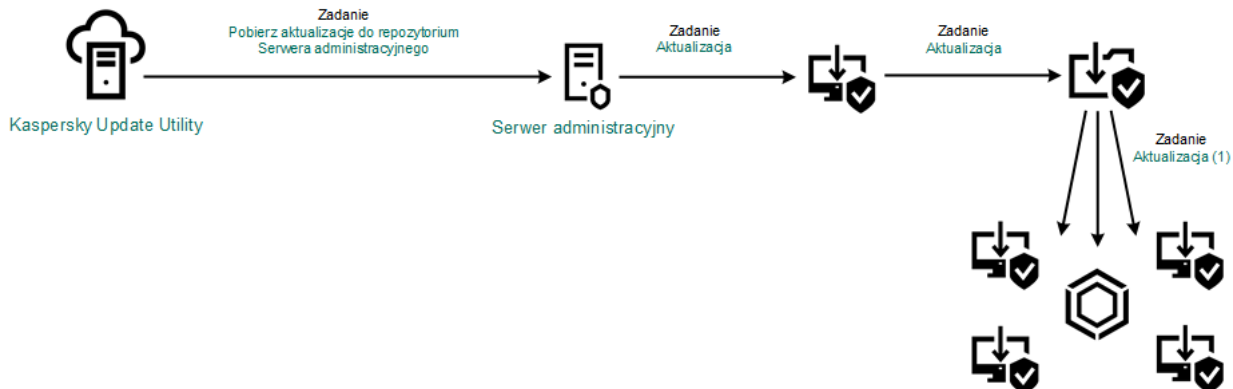 Zadanie
Pobierz aktualizacje do repozytorium
Serwera administracyjnego
Zadanie
Aktualizacja
Zadanie
Aktualizacja
Kaspersky Update Utility
Serwer administracyjny
Zadanie
Aktualizacja (1)